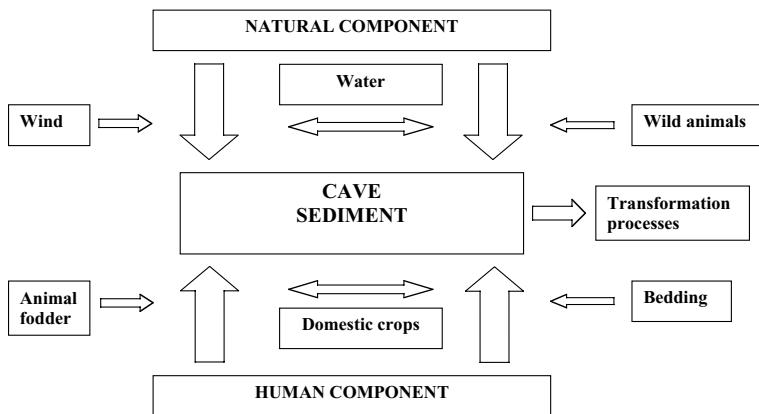 NATURAL COMPONENT
Water
Wind
Wild animals
CAVE
SEDIMENT
Transformation
processes
Animal
fodder
Domestic crops
Bedding
HUMAN COMPONENT